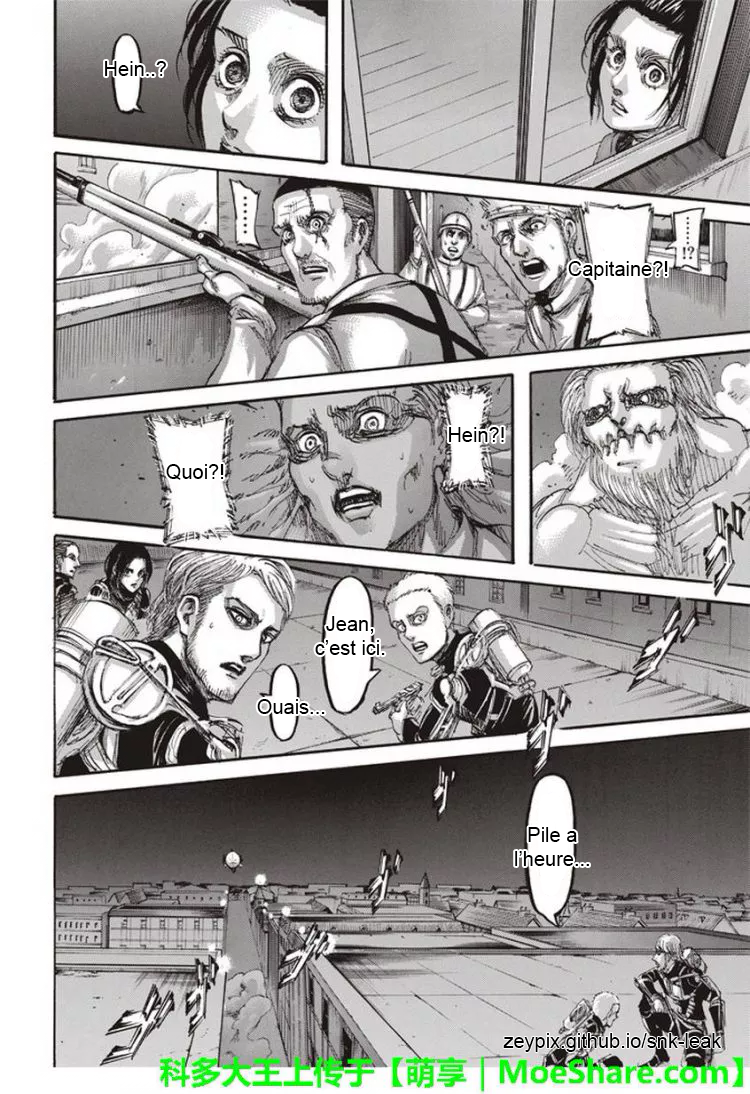 Hein..?
......!?
Capitaine?!
......
Hein?!
Quoi?!
Jean,
c'est ici.
Ouais...
Pile a
l'heure...
zeypix.github.io/snk-leak
科多大王上传于【萌享｜MoeShare.com】